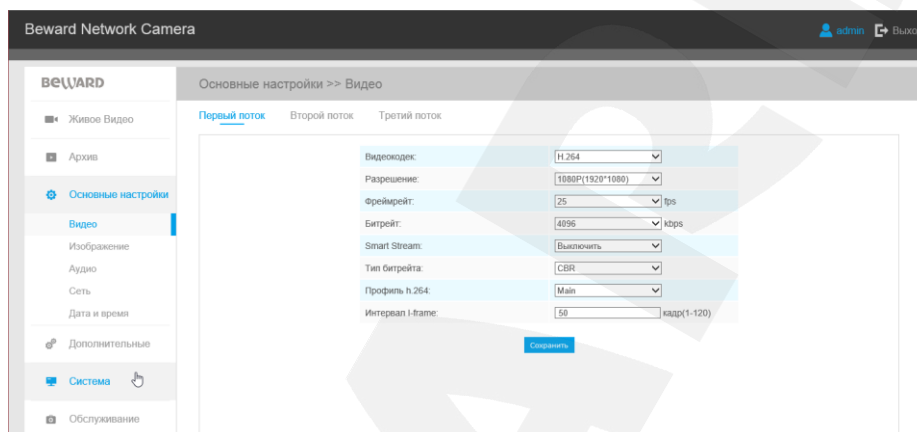 Beward Network Camera
admin
BEWARD
Основные настройки >> Видео
Живое Видео
Архив
Основные настройки
Видео
Изображение
Аудио
Сеть
Дата и время
Дополнительные
Система
Обслуживание
Первый поток Второй поток Третий поток
Видеокодек: H.264
Разрешение: 1080P(1920*1080)
Фреймрейт: 25 fps
Битрейт: 4096 kbps
Smart Stream: Выключить
Тип битрейта: CBR
Профиль h.264: Main
Интервал I-frame: 50 кадр(1-120)
Сохранить